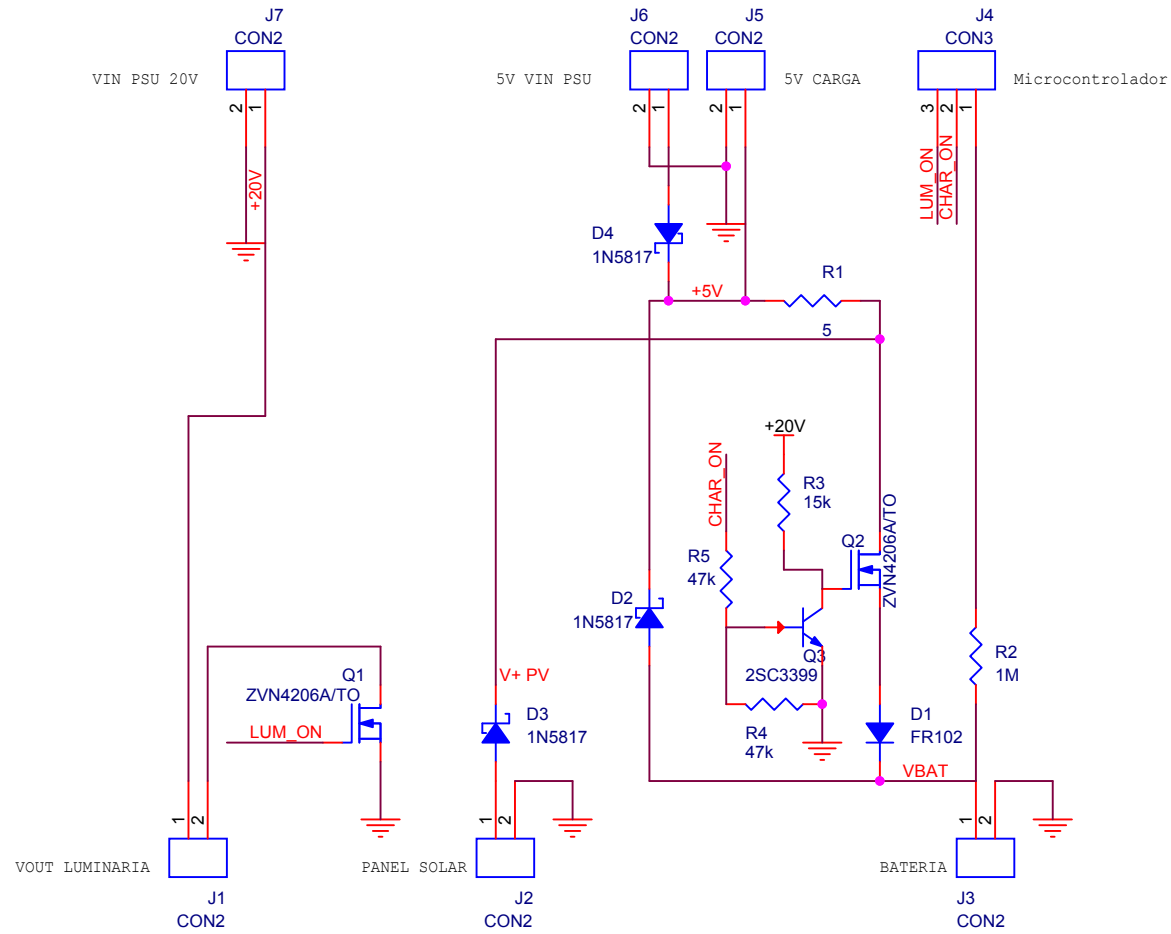 J7
CON2
VIN PSU 20V
2
1
+20V
J6
CON2
5V VIN PSU
2
1
J5
CON2
5V CARGA
2
1
J4
CON3
Microcontrolador
3
2
1
LUM_ON
CHAR_ON
D4
1N5817
+5V
R1
5
+20V
CHAR_ON
R3
15k
R5
47k
Q2
ZVN4206A/TO
D2
1N5817
Q3
2SC3399
R4
47k
R2
1M
D1
FR102
VBAT
Q1
ZVN4206A/TO
LUM_ON
V+ PV
D3
1N5817
1
2
VOUT LUMINARIA
J1
CON2
1
2
PANEL SOLAR
J2
CON2
1
2
BATERIA
J3
CON2